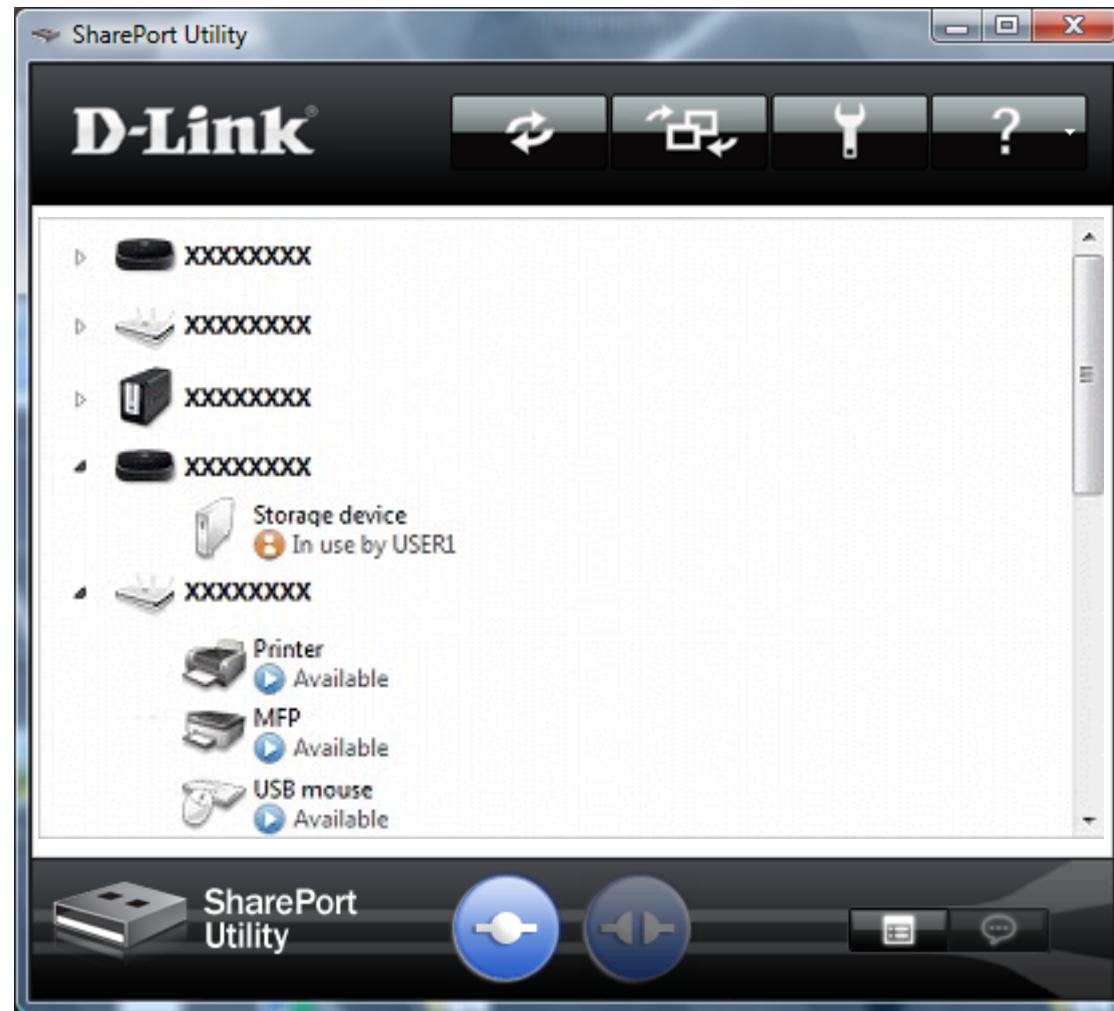 SharePort Utility
D-Link®
?
XXXXXXXX
XXXXXXXX
XXXXXXXX
XXXXXXXX
Storage device
In use by USER1
XXXXXXXX
Printer
Available
MFP
Available
USB mouse
Available
SharePort
Utility